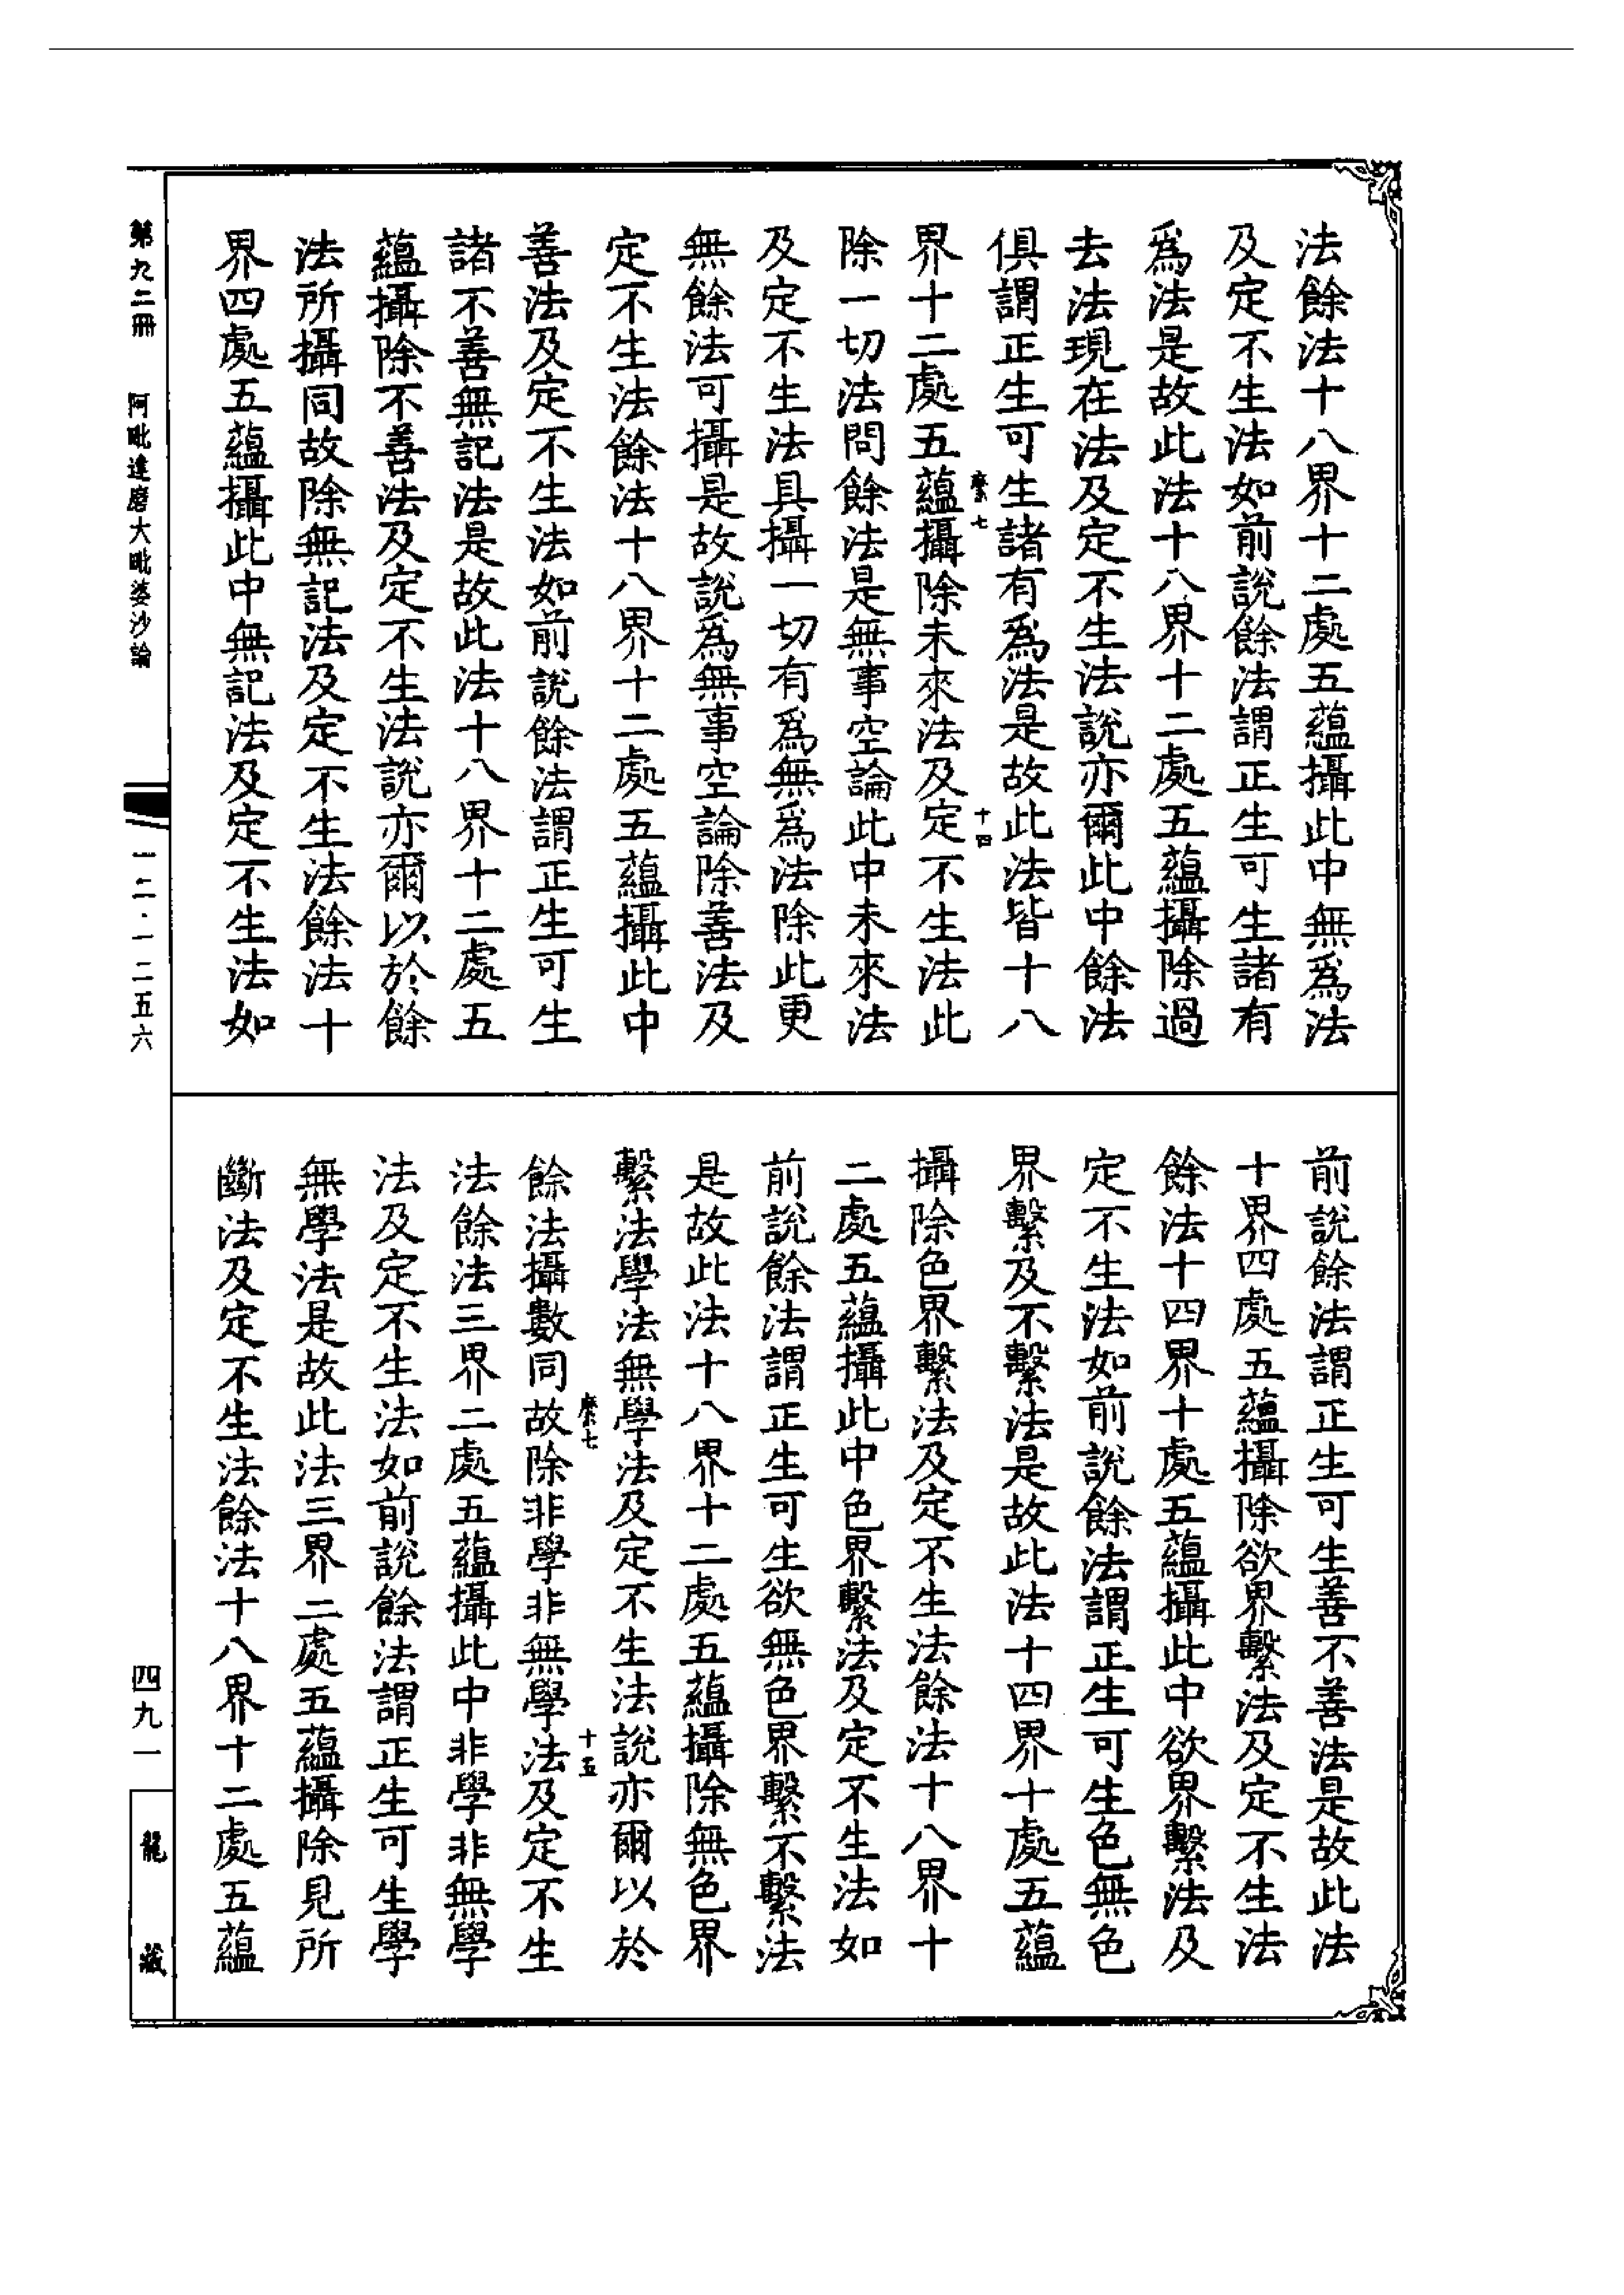 法餘法十八界十二處五蘊攝此中無爲法
及定不生法如前說餘法謂正生可生諸有
爲法是故此法十八界十二處五蘊攝除過
去法現在法及定不生法說亦爾此中餘法
俱謂正生可生諸有爲法是故此法皆十八
界十二處五蘊攝除未來法及定不生法此
除一切法問餘法是無事空論此中未來法
及定不生法具攝一切有爲無爲法除此更
無餘法可攝是故說爲無事空論除善法及
定不生法餘法十八界十二處五蘊攝此中
善法及定不生法如前說餘法謂正生可生
諸不善無記法是故此法十八界十二處五
蘊攝除不善法及定不生法說亦爾以於餘
法所攝同故除無記法及定不生法餘法十
界四處五蘊攝此中無記法及定不生法如
七
十四
前說餘法謂正生可生善不善法是故此法
十界四處五蘊攝除欲界繫法及定不生法
餘法十四界十處五蘊攝此中欲界繫法及
定不生法如前說餘法謂正生可生色無色
界繫及不繫法是故此法十四界十處五蘊
攝除色界繫法及定不生法餘法十八界十
二處五蘊攝此中色界繫法及定不生法如
前說餘法謂正生可生欲無色界繫不繫法
是故此法十八界十二處五蘊攝除無色界
繫法學法無學法及定不生法說亦爾以於
餘法攝數同故除非學非無學法及定不生
法餘法三界二處五蘊攝此中非學非無學
法及定不生法如前說餘法謂正生可生學
無學法是故此法三界二處五蘊攝除見所
斷法及定不生法餘法十八界十二處五蘊
七
十五
第九二冊 阿毗達磨大毗婆沙論
一二·一二五六
四九一
龍藏